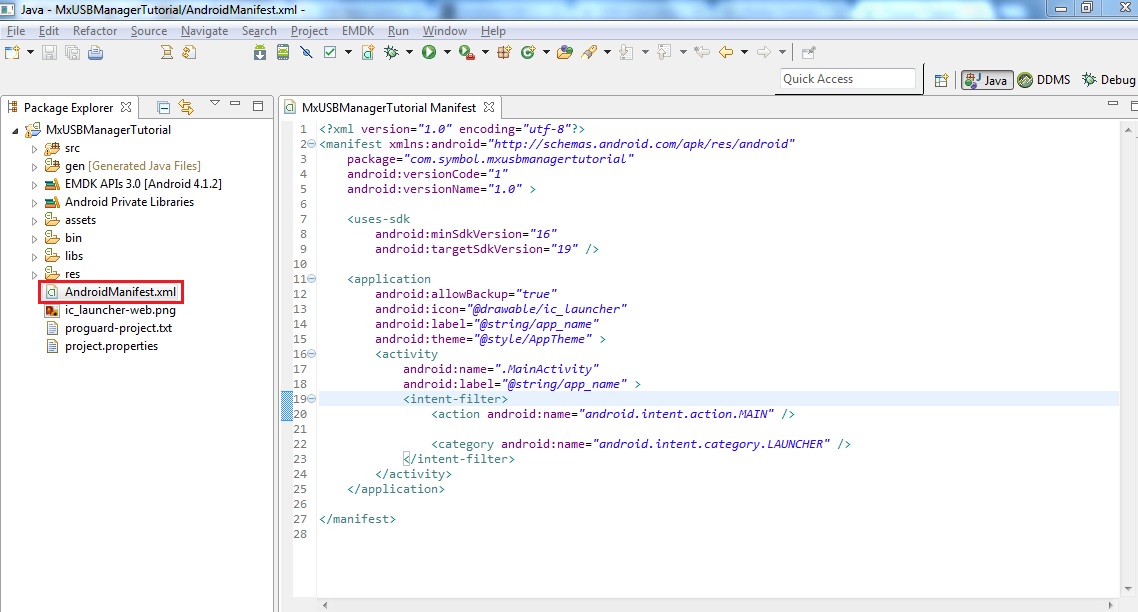 Java - MxUSBManagerTutorial/AndroidManifest.xml -
File Edit Refactor Source Navigate Search Project EMDK Run Window Help
Quick Access
Java DDMS Debug
Package Explorer
MxUSBManagerTutorial
src
gen [Generated Java Files]
EMDK APIs 3.0 [Android 4.1.2]
Android Private Libraries
assets
bin
libs
res
AndroidManifest.xml
ic_launcher-web.png
proguard-project.txt
project.properties
MxUSBManagerTutorial Manifest
1 <?xml version="1.0" encoding="utf-8"?>
2 <manifest xmlns:android="http://schemas.android.com/apk/res/android"
3 package="com.symbol.mxusbmanagertutorial"
4 android:versionCode="1"
5 android:versionName="1.0" >
6
7 <uses-sdk
8 android:minSdkVersion="16"
9 android:targetSdkVersion="19" />
10
11 <application
12 android:allowBackup="true"
13 android:icon="@drawable/ic_launcher"
14 android:label="@string/app_name"
15 android:theme="@style/AppTheme" >
16 <activity
17 android:name=".MainActivity"
18 android:label="@string/app_name" >
19 <intent-filter>
20 <action android:name="android.intent.action.MAIN" />
21
22 <category android:name="android.intent.category.LAUNCHER" />
23 </intent-filter>
24 </activity>
25 </application>
26
27 </manifest>
28